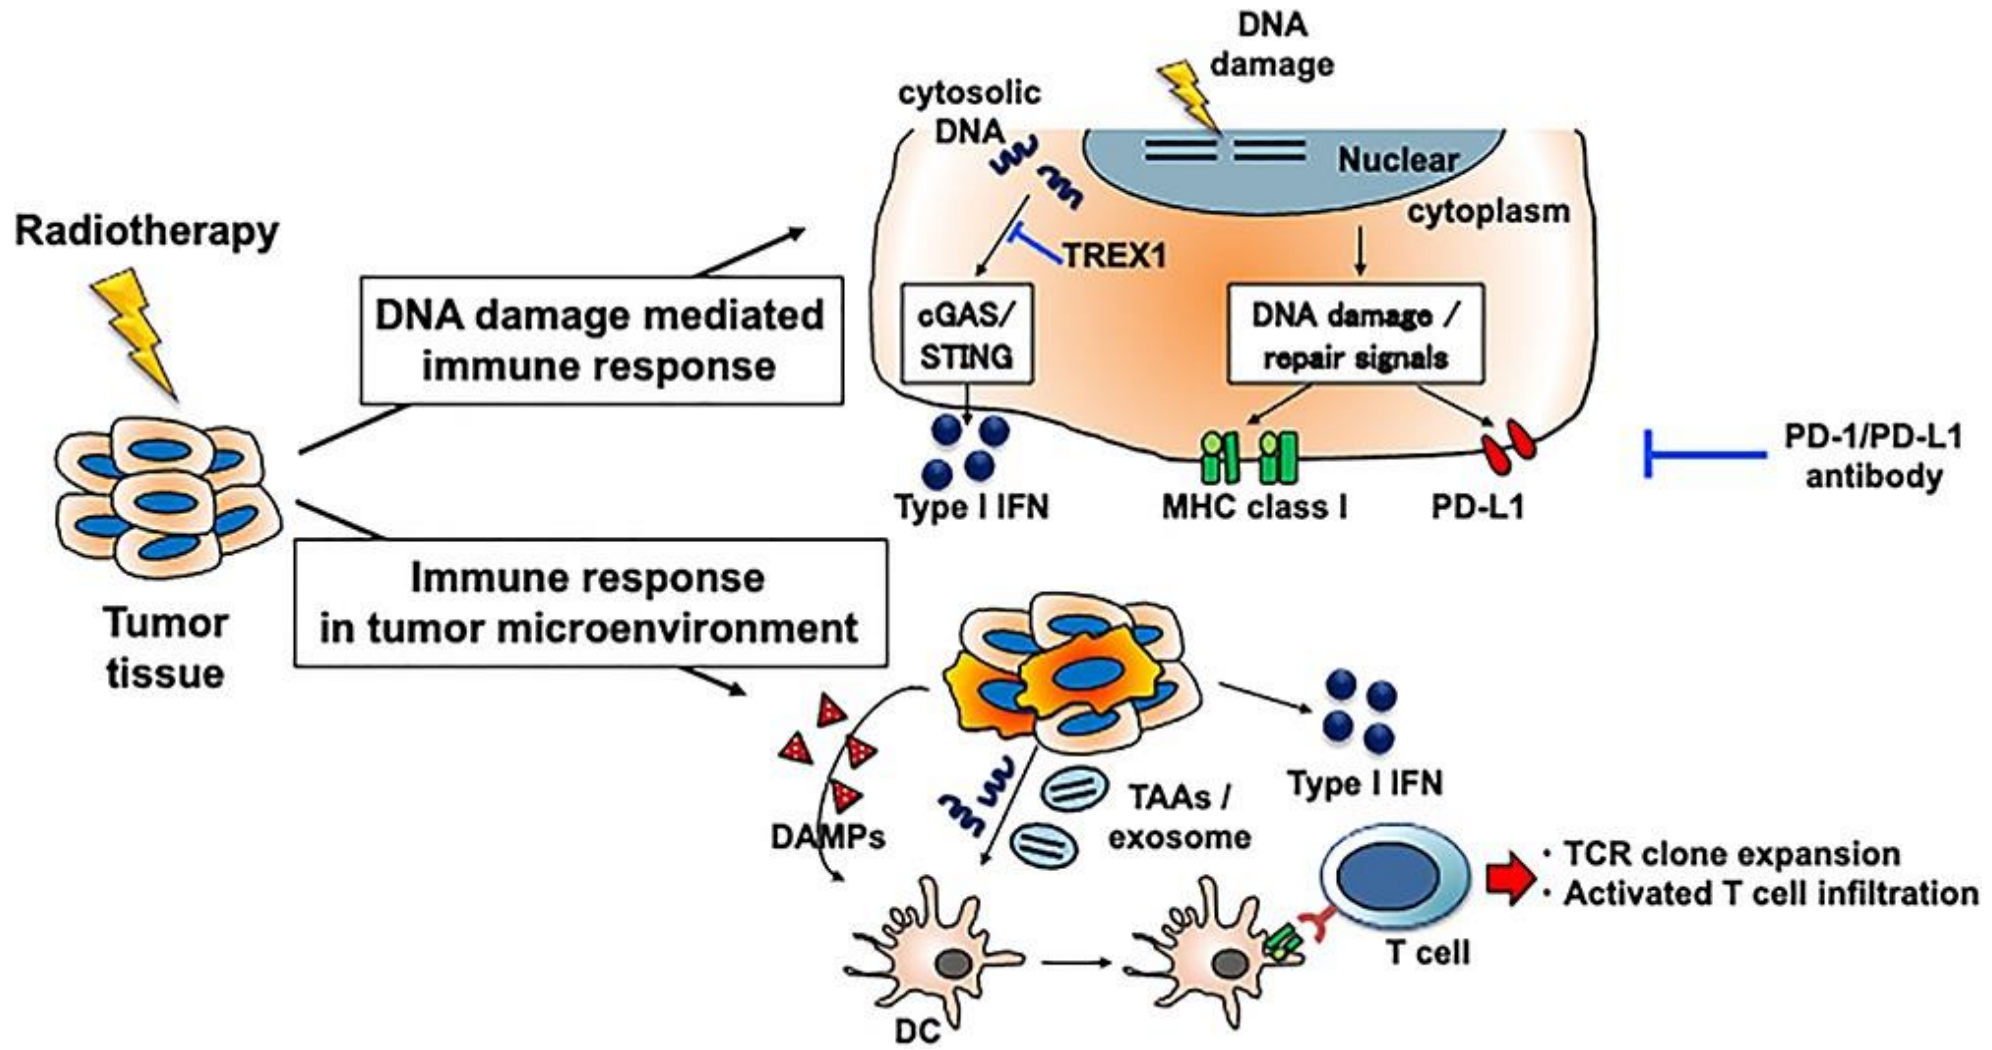 DNA
damage
cytosolic
DNA
Nuclear
cytoplasm
Radiotherapy
TREX1
DNA damage mediated
immune response
cGAS/
STING
DNA damage /
repair signals
PD-1/PD-L1
antibody
Type I IFN
MHC class I
PD-L1
Immune response
in tumor microenvironment
Tumor
tissue
Type I IFN
TAAs /
exosome
DAMPs
· TCR clone expansion
· Activated T cell infiltration
T cell
DC